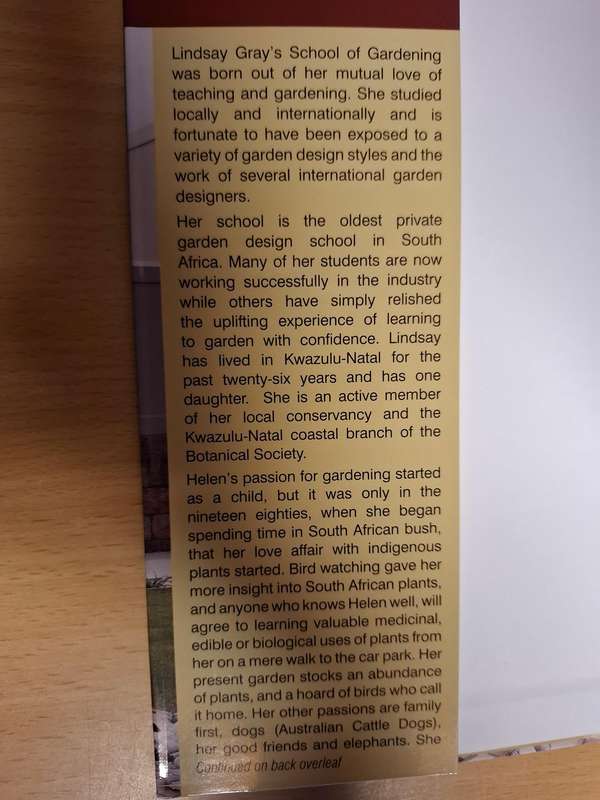 Lindsay Gray's School of Gardening
was born out of her mutual love of
teaching and gardening. She studied
locally and internationally and is
fortunate to have been exposed to a
variety of garden design styles and the
work of several international garden
designers.
Her school is the oldest private
garden design school in South
Africa. Many of her students are now
working successfully in the industry
while others have simply relished
the uplifting experience of learning
to garden with confidence. Lindsay
has lived in Kwazulu-Natal for the
past twenty-six years and has one
daughter. She is an active member
of her local conservancy and the
Kwazulu-Natal coastal branch of the
Botanical Society.
Helen's passion for gardening started
as a child, but it was only in the
nineteen eighties, when she began
spending time in South African bush,
that her love affair with indigenous
plants started. Bird watching gave her
more insight into South African plants,
and anyone who knows Helen well, will
agree to learning valuable medicinal,
edible or biological uses of plants from
her on a mere walk to the car park. Her
present garden stocks an abundance
of plants, and a hoard of birds who call
it home. Her other passions are family
first, dogs (Australian Cattle Dogs),
her good friends and elephants. She
Continued on back overleaf